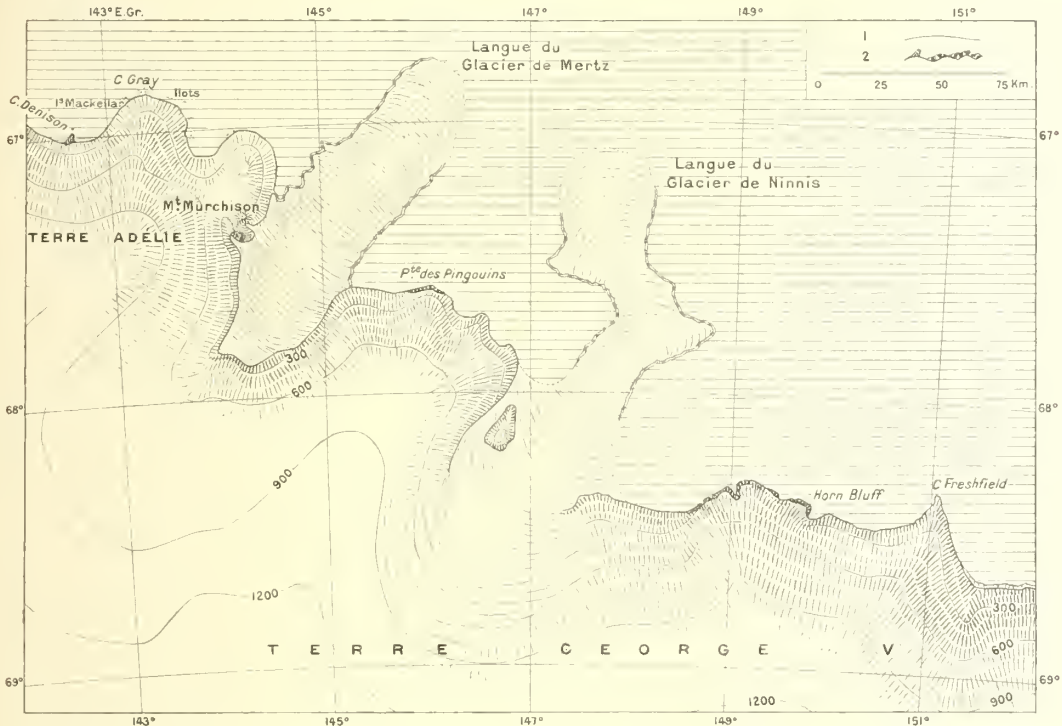 143° E.Gr.
145°
147°
149°
151°
Langue du
Glacier de Mertz
1
2
0 25 50 75 Km.
C Gray
Iˢ Mackellar
Ilots
C. Denison
67°
67°
Langue du
Glacier de Ninnis
Mt. Murchison
TERRE ADÉLIE
Pte des Pingouins
300
600
68°
68°
900
Horn Bluff
C Freshfield
1200
300
TERRE GEORGE V
600
69°
69°
1200
900
143°
145°
147°
149°
151°